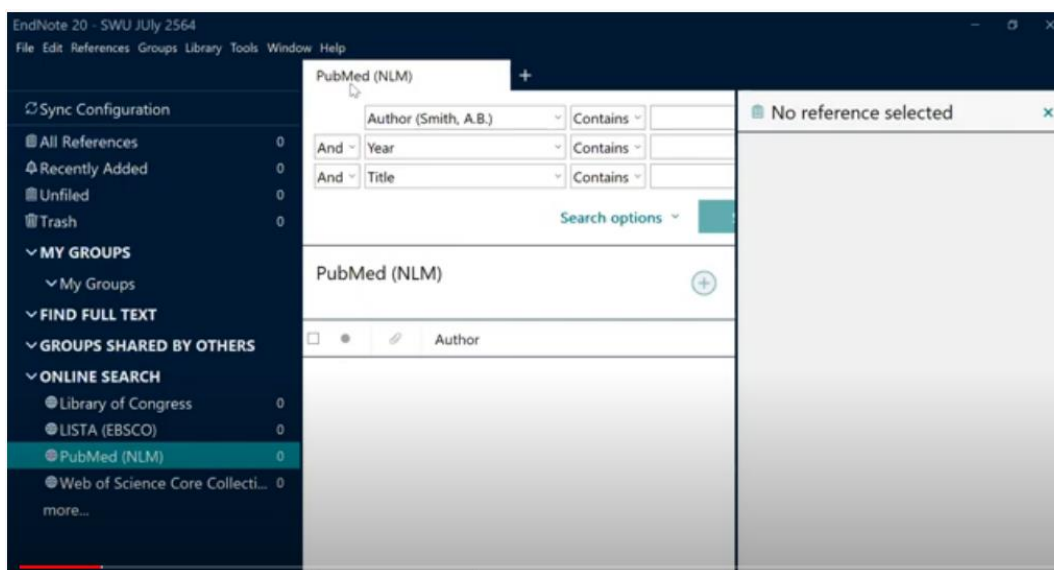 EndNote 20 - SWU JUly 2564
File Edit References Groups Library Tools Window Help
Sync Configuration
All References 0
Recently Added 0
Unfiled 0
Trash 0
MY GROUPS
My Groups
FIND FULL TEXT
GROUPS SHARED BY OTHERS
ONLINE SEARCH
Library of Congress 0
LISTA (EBSCO) 0
PubMed (NLM) 0
Web of Science Core Collecti... 0
more...
PubMed (NLM) +
Author (Smith, A.B.) Contains
And Year Contains
And Title Contains
Search options
PubMed (NLM)
Author
No reference selected